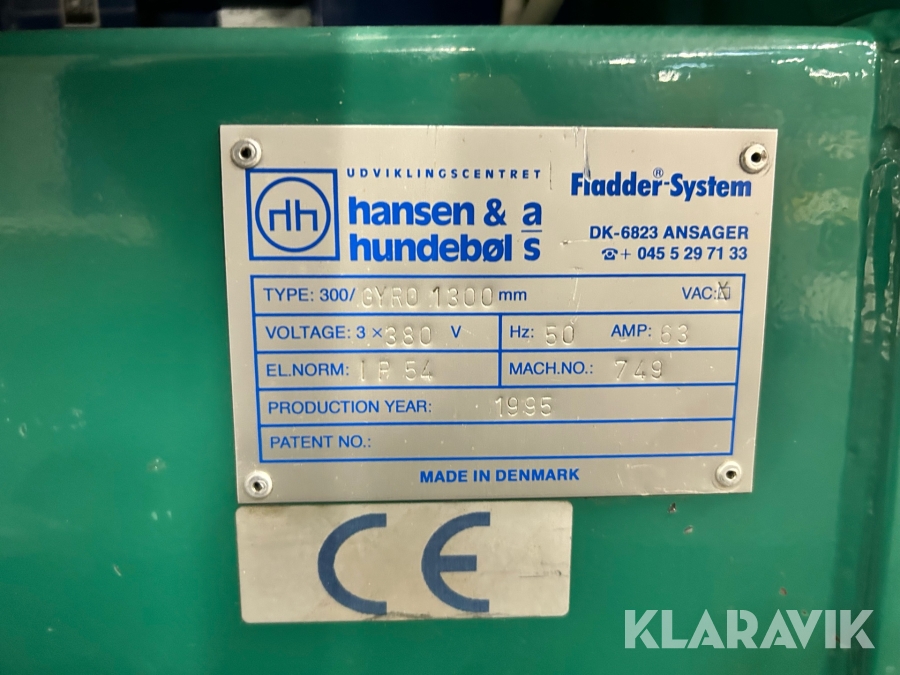 UDVIKLINGSCENTRET
hh
hansen & a/s
hundebøl
Fladder®-System
DK-6823 ANSAGER
☎+ 045 5 29 71 33
TYPE: 300/ GYRO 1300 mm VAC: X
VOLTAGE: 3 × 380 V Hz: 50 AMP: 63
EL.NORM: IP 54 MACH.NO.: 749
PRODUCTION YEAR: 1995
PATENT NO.:
MADE IN DENMARK
CE
KLARAVIK